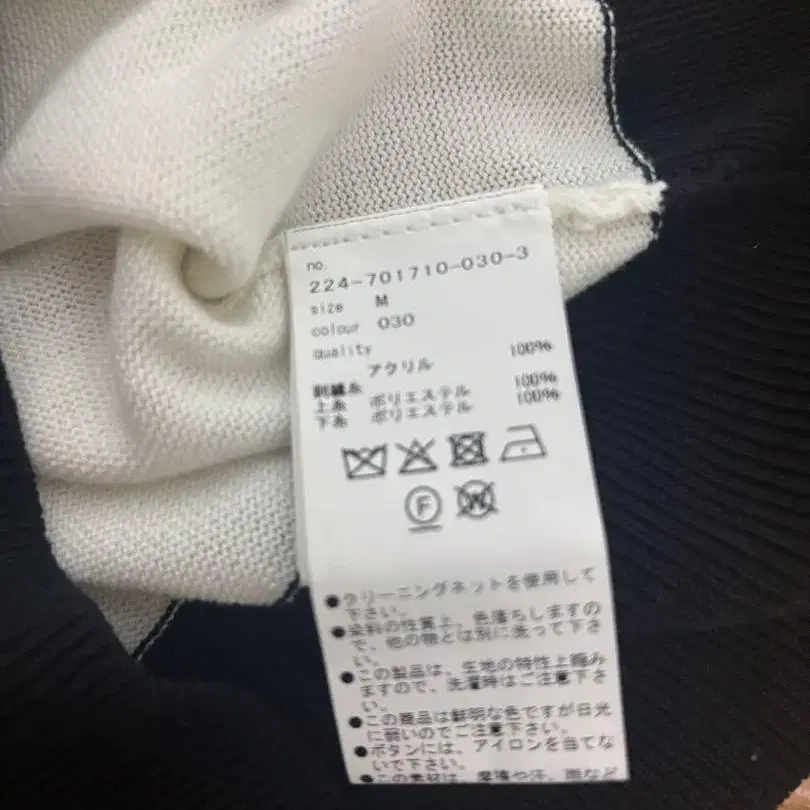 no.
224-701710-030-3
size M
colour 030
quality
アクリル 100%
刺繍糸
上糸 ポリエステル 100%
下糸 ポリエステル 100%
F
W
●クリーニングネットを使用して
下さい。
●染料の性質上、色落ちしますの
で、他の物とは別に洗って下さ
い。
●この製品は、生地の特性上縮み
ますので、洗濯時はご注意下さ
い。
●この商品は鮮明な色ですが日光
に弱いのでご注意下さい。
●ボタンには、アイロンを当てな
いで下さい。
●この素材は、摩擦や汗、雨など